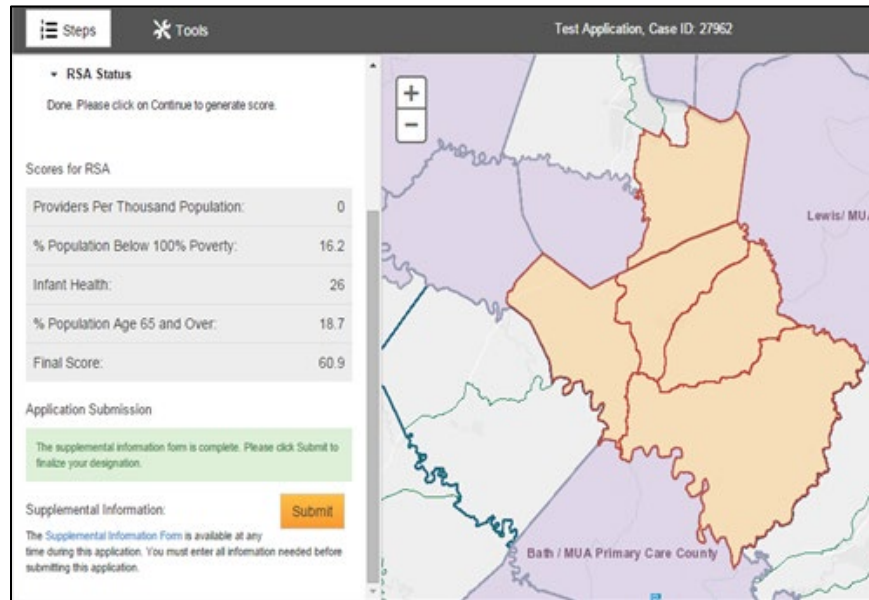 Steps
Tools
Test Application, Case ID: 27962
RSA Status
Done. Please click on Continue to generate score.
Scores for RSA
Providers Per Thousand Population: 0
% Population Below 100% Poverty: 16.2
Infant Health: 26
% Population Age 65 and Over: 18.7
Final Score: 60.9
Application Submission
The supplemental information form is complete. Please click Submit to
finalize your designation.
Supplemental Information:
Submit
The Supplemental Information Form is available at any
time during this application. You must enter all information needed before
submitting this application.
+
−
Lewis/ MUA
Bath / MUA Primary Care County